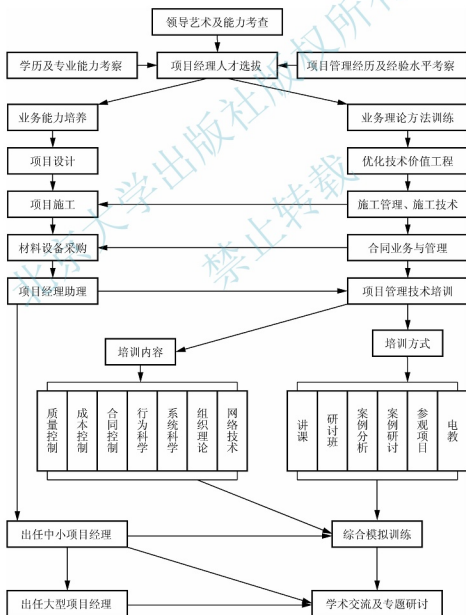 领导艺术及能力考查
学历及专业能力考察
项目经理人才选拔
项目管理经历及经验水平考察
业务能力培养
业务理论方法训练
项目设计
优化技术价值工程
项目施工
施工管理、施工技术
材料设备采购
合同业务与管理
项目经理助理
项目管理技术培训
培训内容
培训方式
质量控制
成本控制
合同控制
行为科学
系统科学
组织理论
网络技术
讲课
研讨班
案例分析
案例研讨
参观项目
电教
出任中小项目经理
综合模拟训练
出任大型项目经理
学术交流及专题研讨
北京大学出版社版权所有
禁止转载